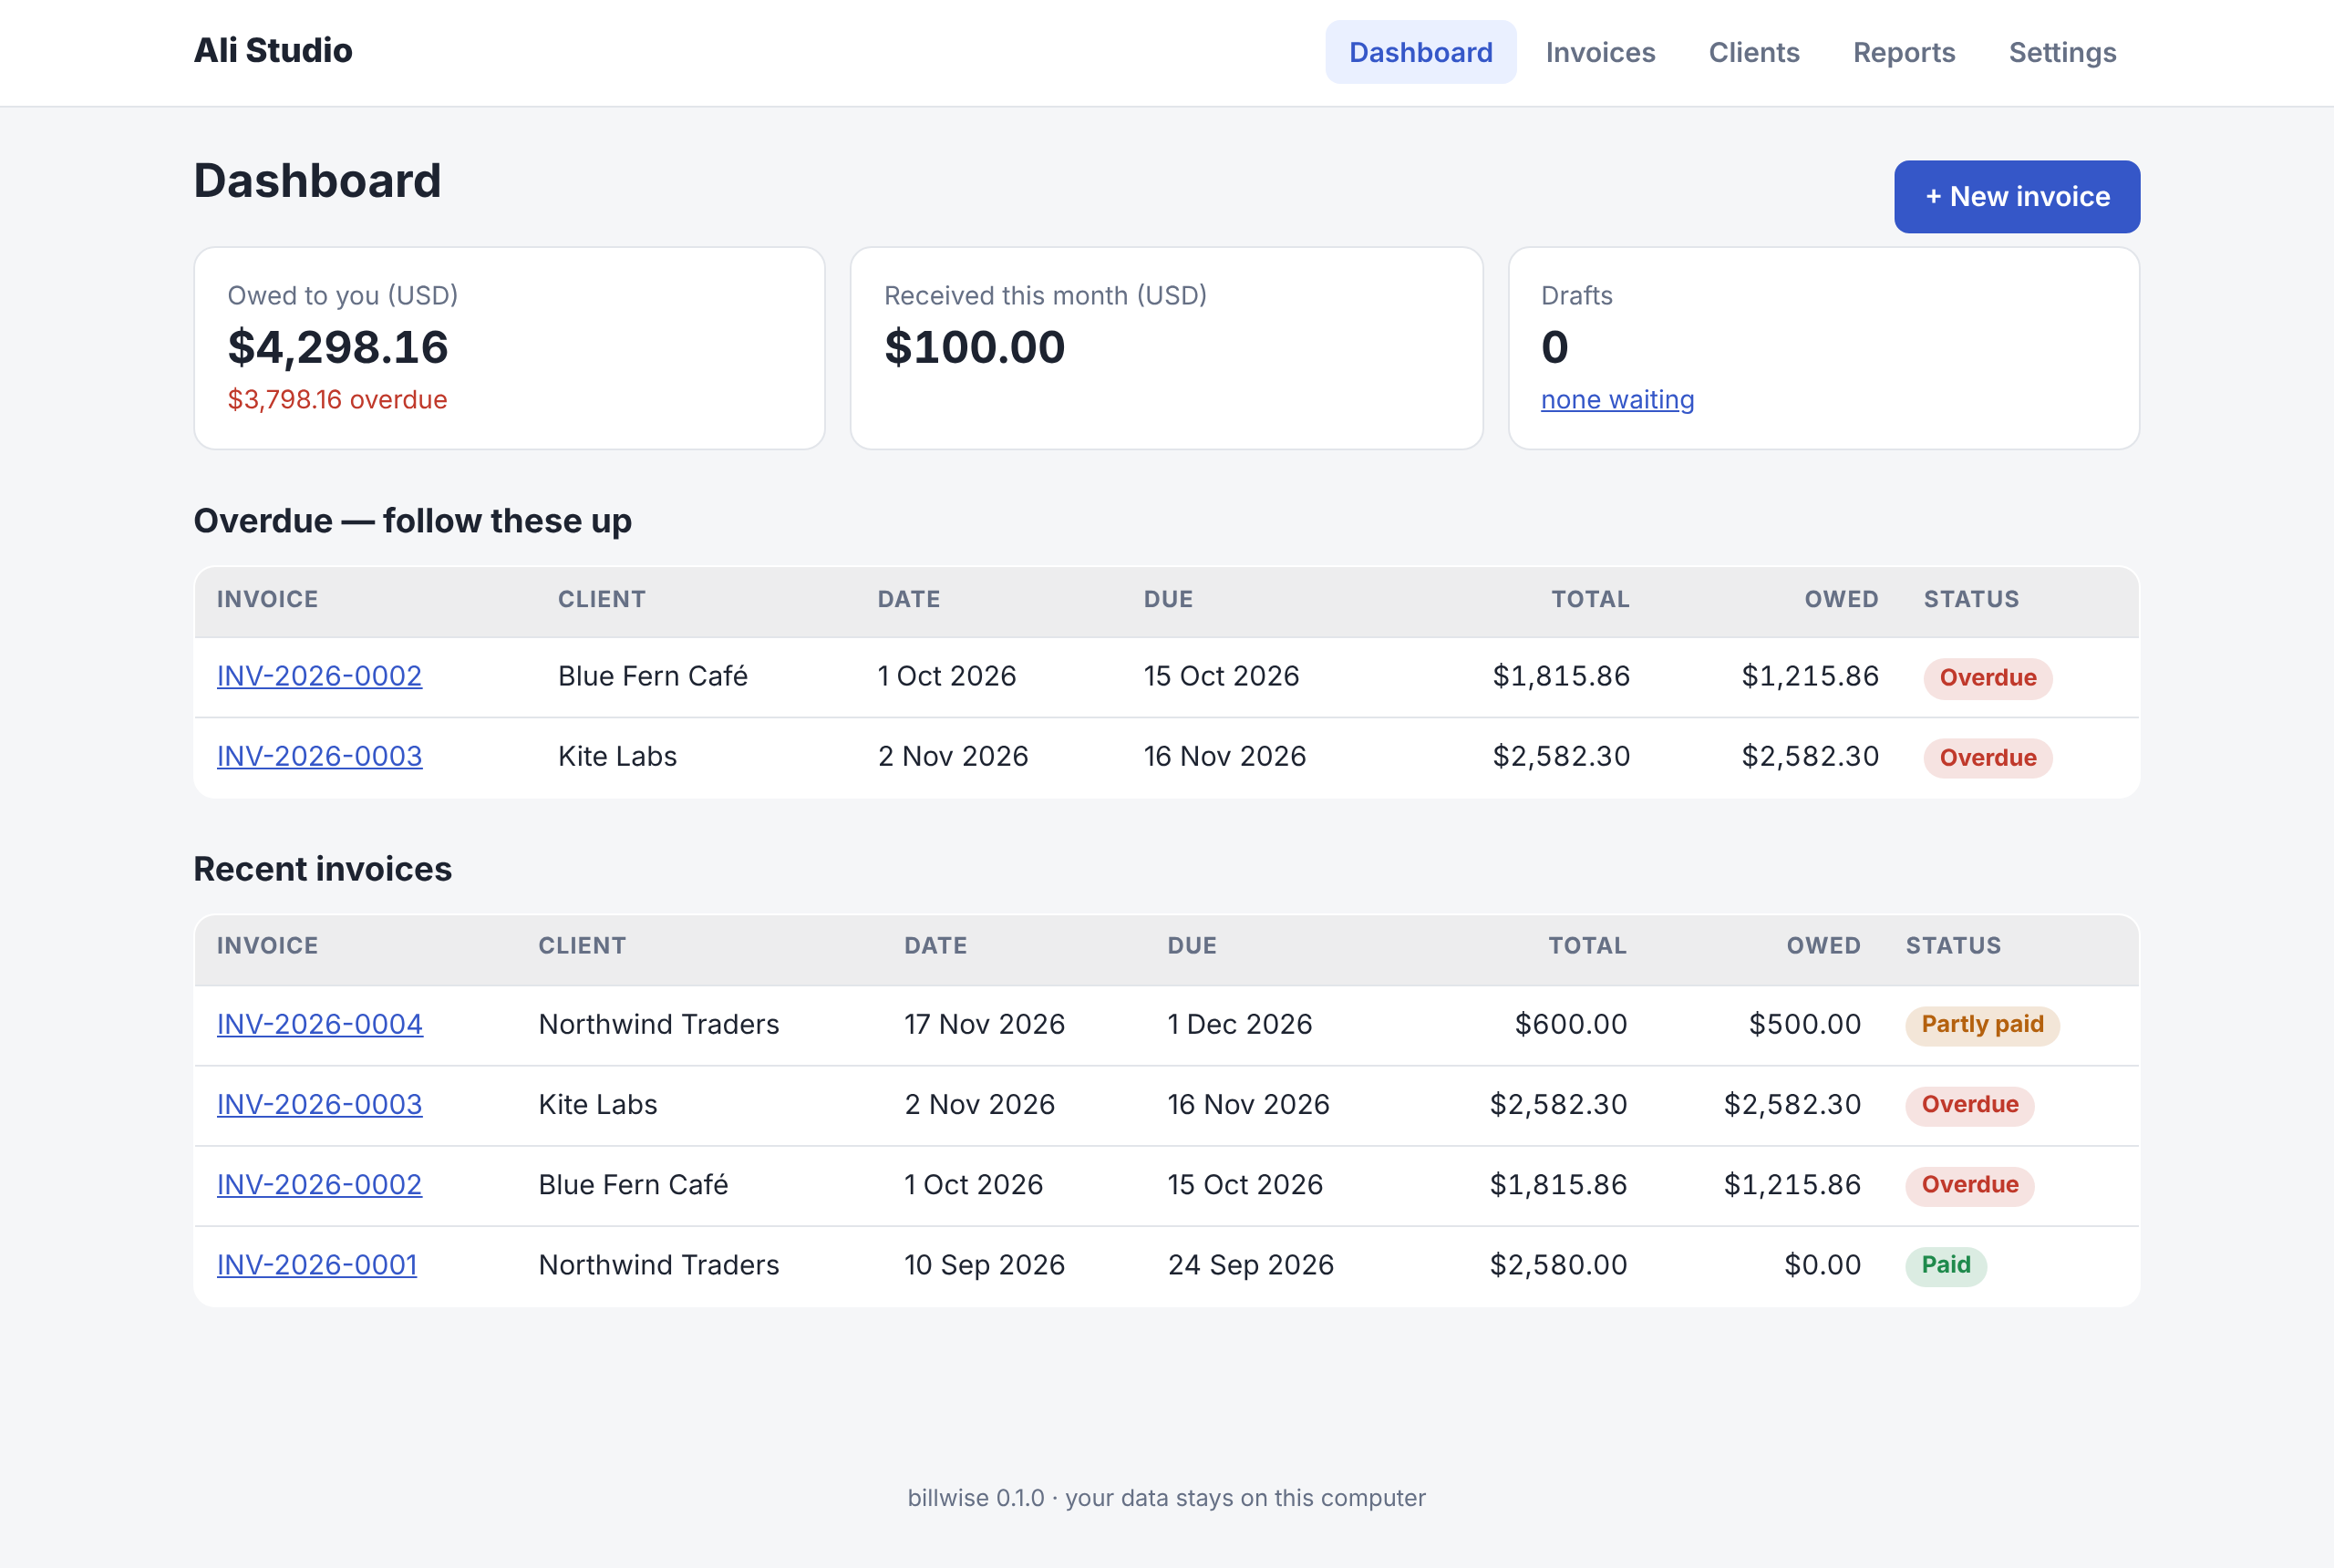 Ali Studio
Dashboard Invoices Clients Reports Settings
Dashboard
+ New invoice
Owed to you (USD)
$4,298.16
$3,798.16 overdue
Received this month (USD)
$100.00
Drafts
0
none waiting
Overdue — follow these up
INVOICE CLIENT DATE DUE TOTAL OWED STATUS
INV-2026-0002 Blue Fern Café 1 Oct 2026 15 Oct 2026 $1,815.86 $1,215.86 Overdue
INV-2026-0003 Kite Labs 2 Nov 2026 16 Nov 2026 $2,582.30 $2,582.30 Overdue
Recent invoices
INVOICE CLIENT DATE DUE TOTAL OWED STATUS
INV-2026-0004 Northwind Traders 17 Nov 2026 1 Dec 2026 $600.00 $500.00 Partly paid
INV-2026-0003 Kite Labs 2 Nov 2026 16 Nov 2026 $2,582.30 $2,582.30 Overdue
INV-2026-0002 Blue Fern Café 1 Oct 2026 15 Oct 2026 $1,815.86 $1,215.86 Overdue
INV-2026-0001 Northwind Traders 10 Sep 2026 24 Sep 2026 $2,580.00 $0.00 Paid
billwise 0.1.0 · your data stays on this computer